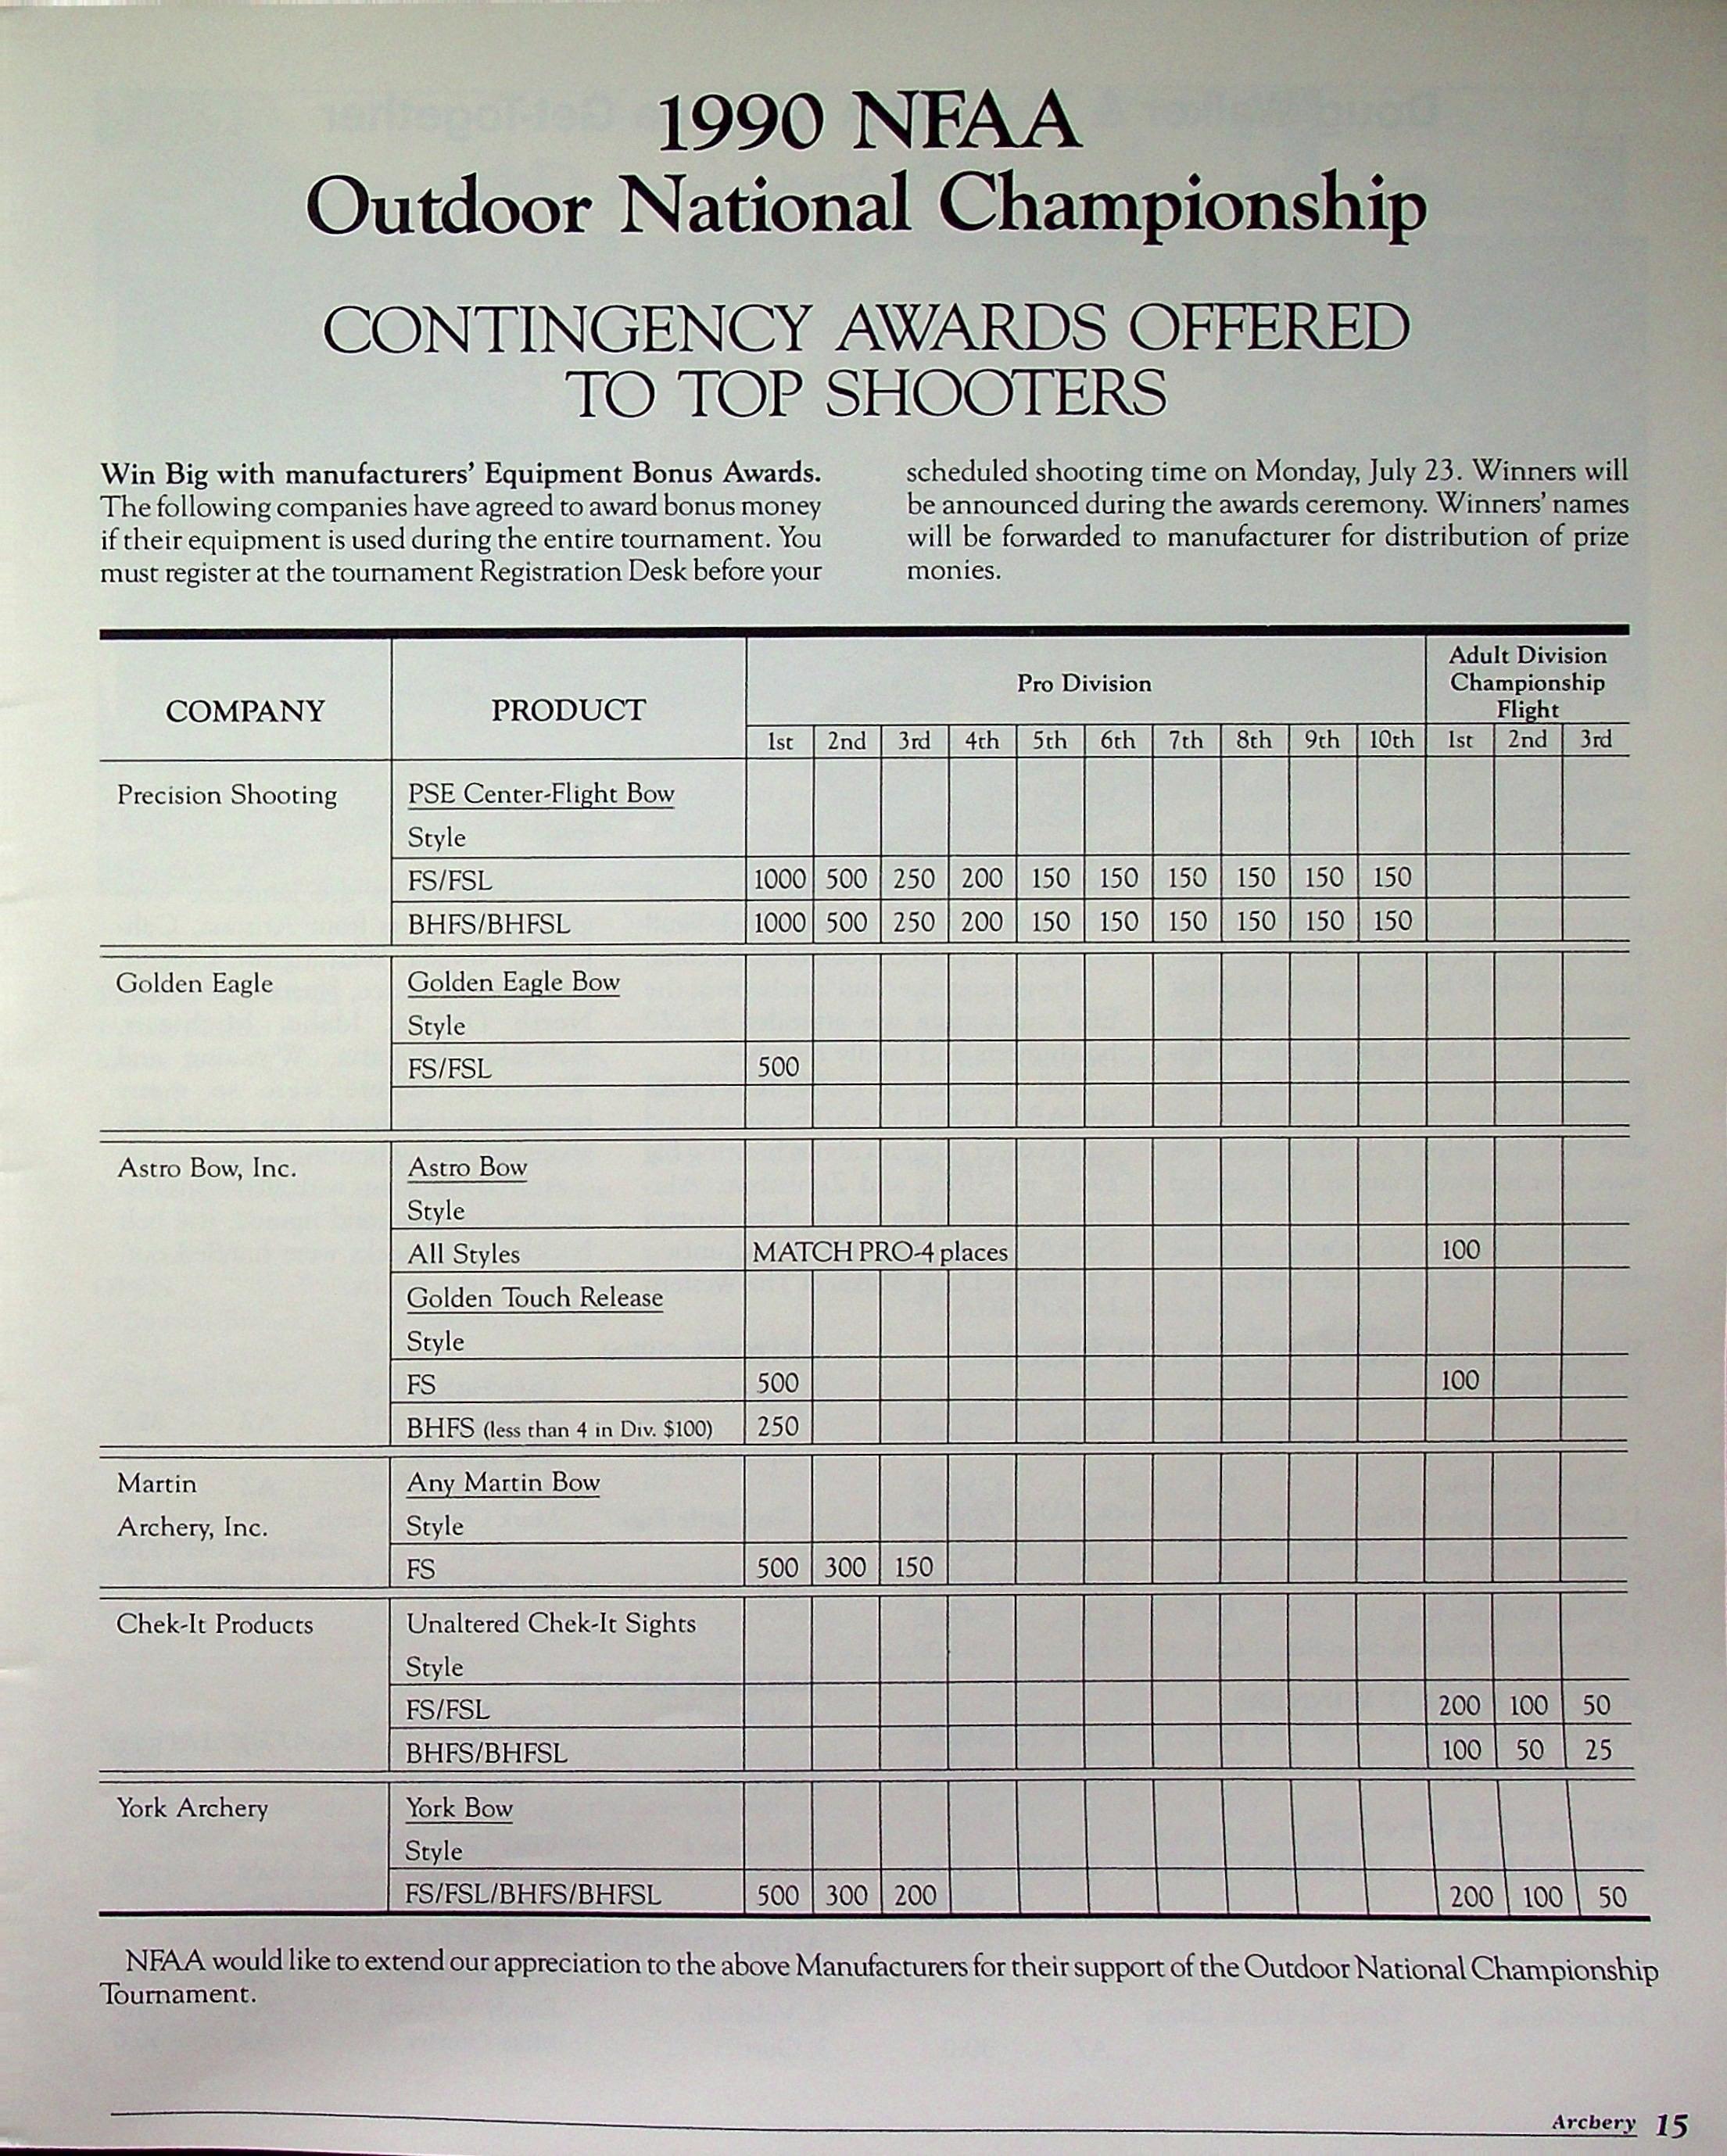 1990 NFAA
Outdoor National Championship
CONTINGENCY AWARDS OFFERED
TO TOP SHOOTERS
Win Big with manufacturers' Equipment Bonus Awards.
The following companies have agreed to award bonus money
if their equipment is used during the entire tournament. You
must register at the tournament Registration Desk before your
scheduled shooting time on Monday, July 23. Winners will
be announced during the awards ceremony. Winners' names
will be forwarded to manufacturer for distribution of prize
monies.
COMPANY PRODUCT Pro Division Adult Division
Championship
Flight
1st 2nd 3rd 4th 5th 6th 7th 8th 9th 10th 1st 2nd 3rd
Precision Shooting PSE Center-Flight Bow
Style
FS/FSL 1000 500 250 200 150 150 150 150 150 150
BHFS/BHFSL 1000 500 250 200 150 150 150 150 150 150
Golden Eagle Golden Eagle Bow
Style
FS/FSL 500
Astro Bow, Inc. Astro Bow
Style
All Styles MATCH PRO-4 places 100
Golden Touch Release
Style
FS 500 100
BHFS (less than 4 in Div. $100) 250
Martin Any Martin Bow
Archery, Inc. Style
FS 500 300 150
Chek-It Products Unaltered Chek-It Sights
Style
FS/FSL 200 100 50
BHFS/BHFSL 100 50 25
York Archery York Bow
Style
FS/FSL/BHFS/BHFSL 500 300 200 200 100 50
NFAA would like to extend our appreciation to the above Manufacturers for their support of the Outdoor National Championship
Tournament.
Archery 15